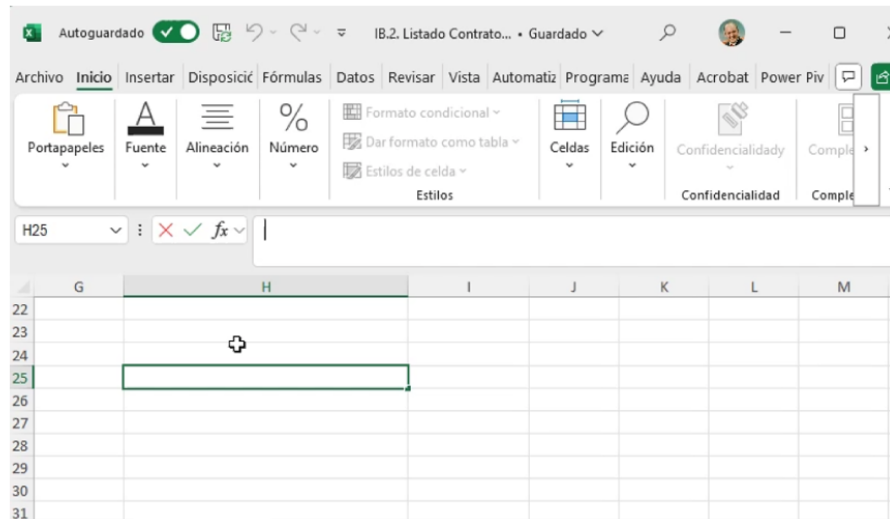 Autoguardado IB.2. Listado Contrato... • Guardado
Archivo Inicio Insertar Disposició Fórmulas Datos Revisar Vista Automatiz Programa Ayuda Acrobat Power Piv
Portapapeles Fuente Alineación Número Formato condicional Dar formato como tabla Estilos de celda Celdas Edición Confidencialidady Comple
Estilos Confidencialidad Comple
H25 fx
G H I J K L M
22
23
24
25
26
27
28
29
30
31